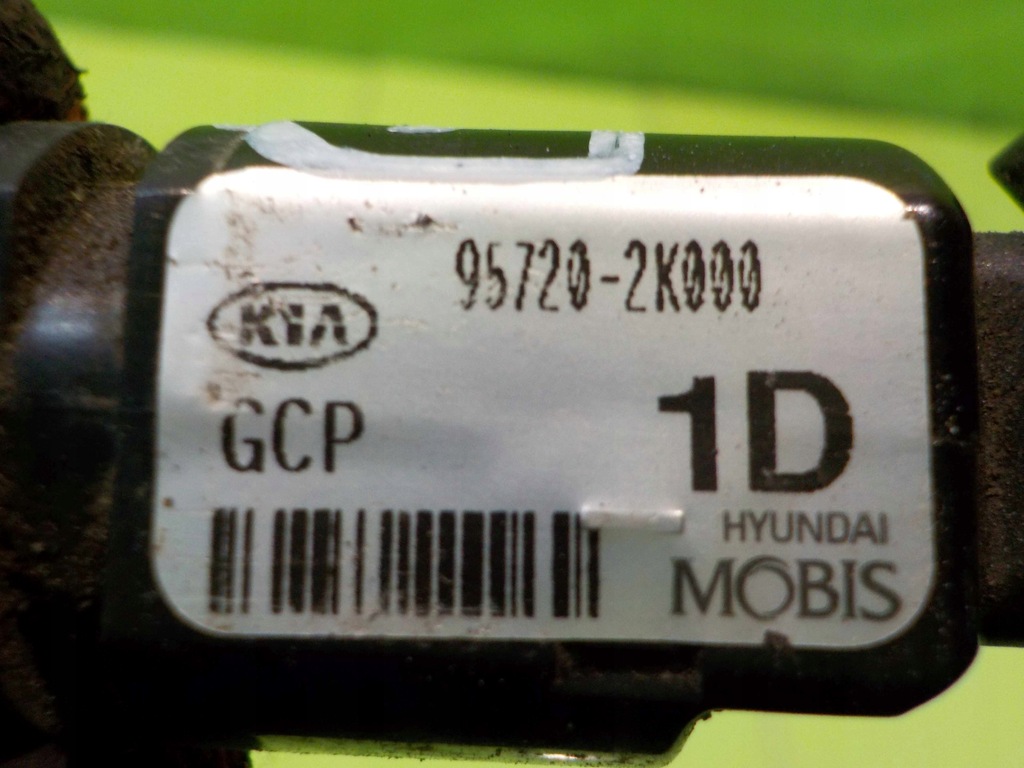 95720-2K000
KIA
GCP
1D
HYUNDAI
MOBIS